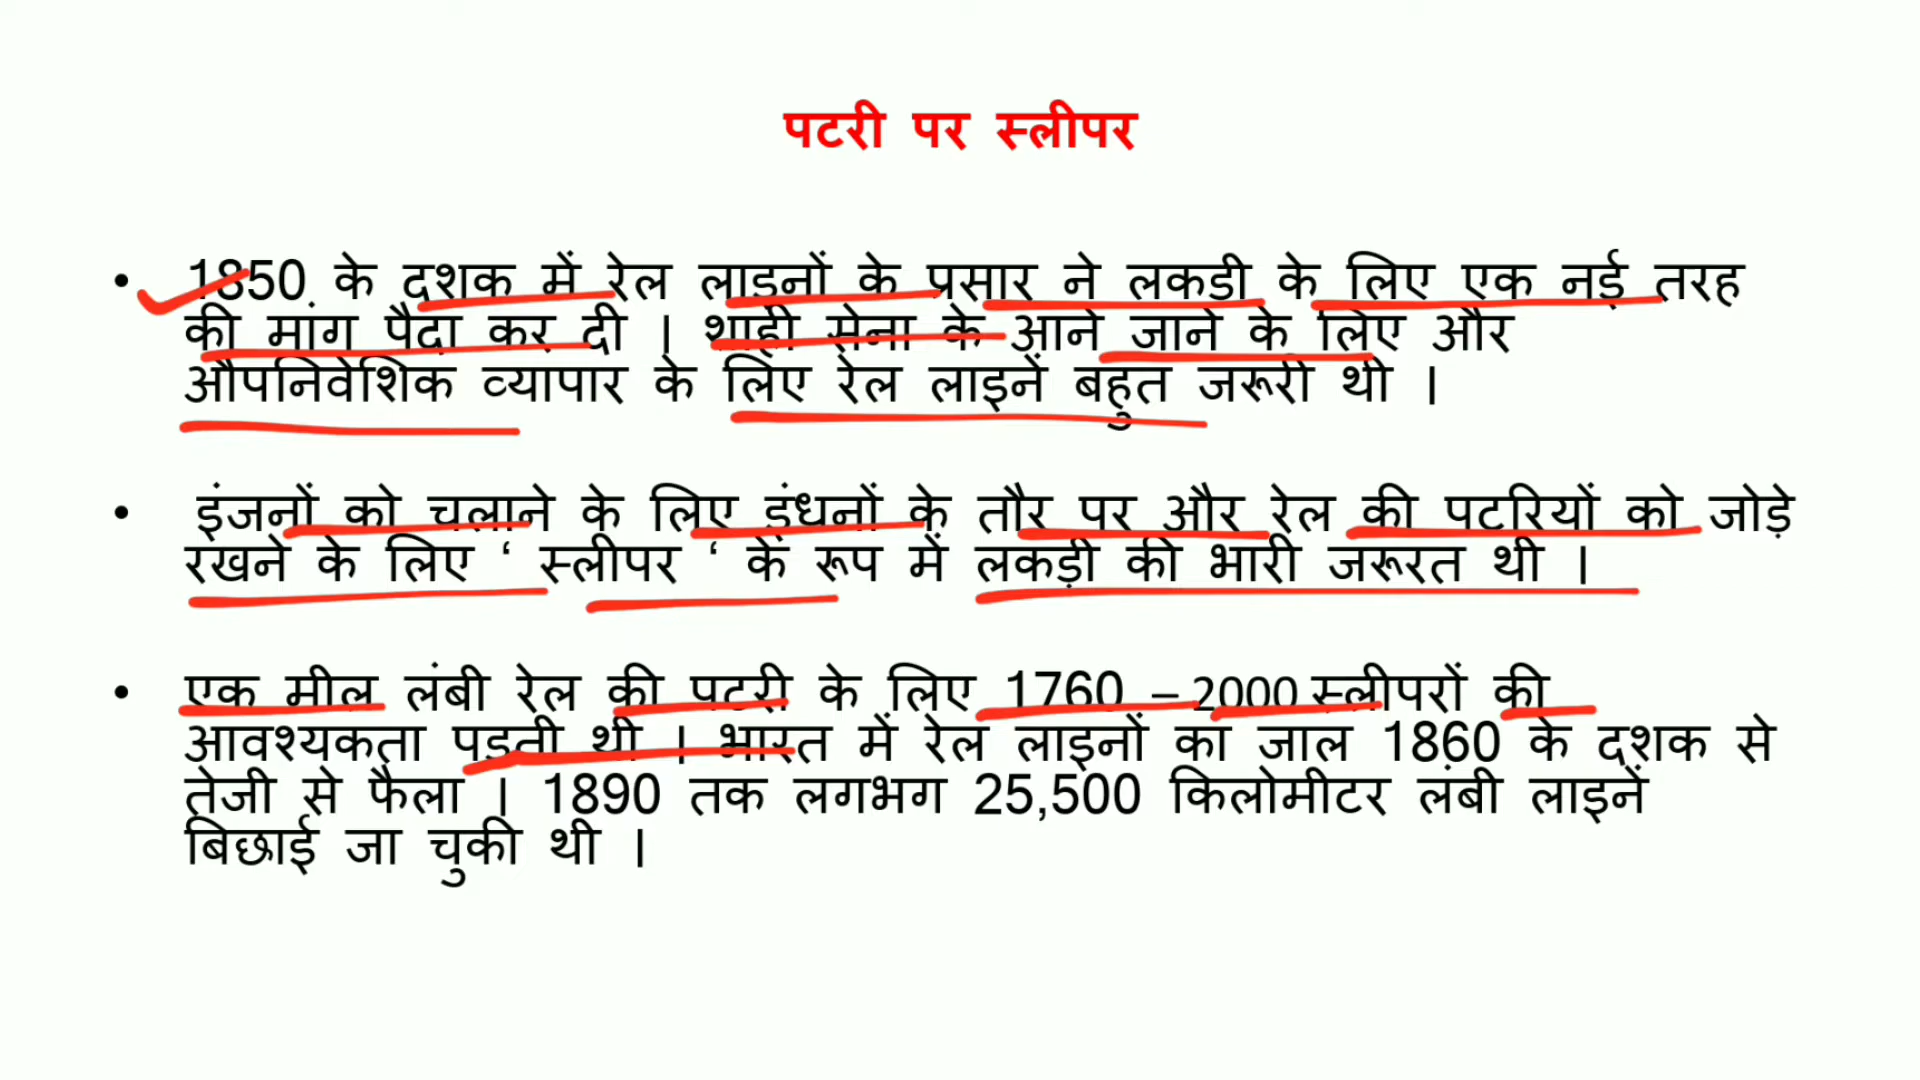 पटरी पर स्लीपर
• 1850 के दशक में रेल लाइनों के प्रसार ने लकडी के लिए एक नई तरह
की मांग पैदा कर दी । शाही सेना के आने जाने के लिए और
औपनिवेशिक व्यापार के लिए रेल लाइनें बहुत जरूरी थी ।
• इंजनों को चलाने के लिए इंधनों के तौर पर और रेल की पटरियों को जोड़े
रखने के लिए ‘ स्लीपर ‘ के रूप में लकड़ी की भारी जरूरत थी ।
• एक मील लंबी रेल की पटरी के लिए 1760 – 2000 स्लीपरों की
आवश्यकता पड़ती थी । भारत में रेल लाइनों का जाल 1860 के दशक से
तेजी से फैला । 1890 तक लगभग 25,500 किलोमीटर लंबी लाइनें
बिछाई जा चुकी थी ।